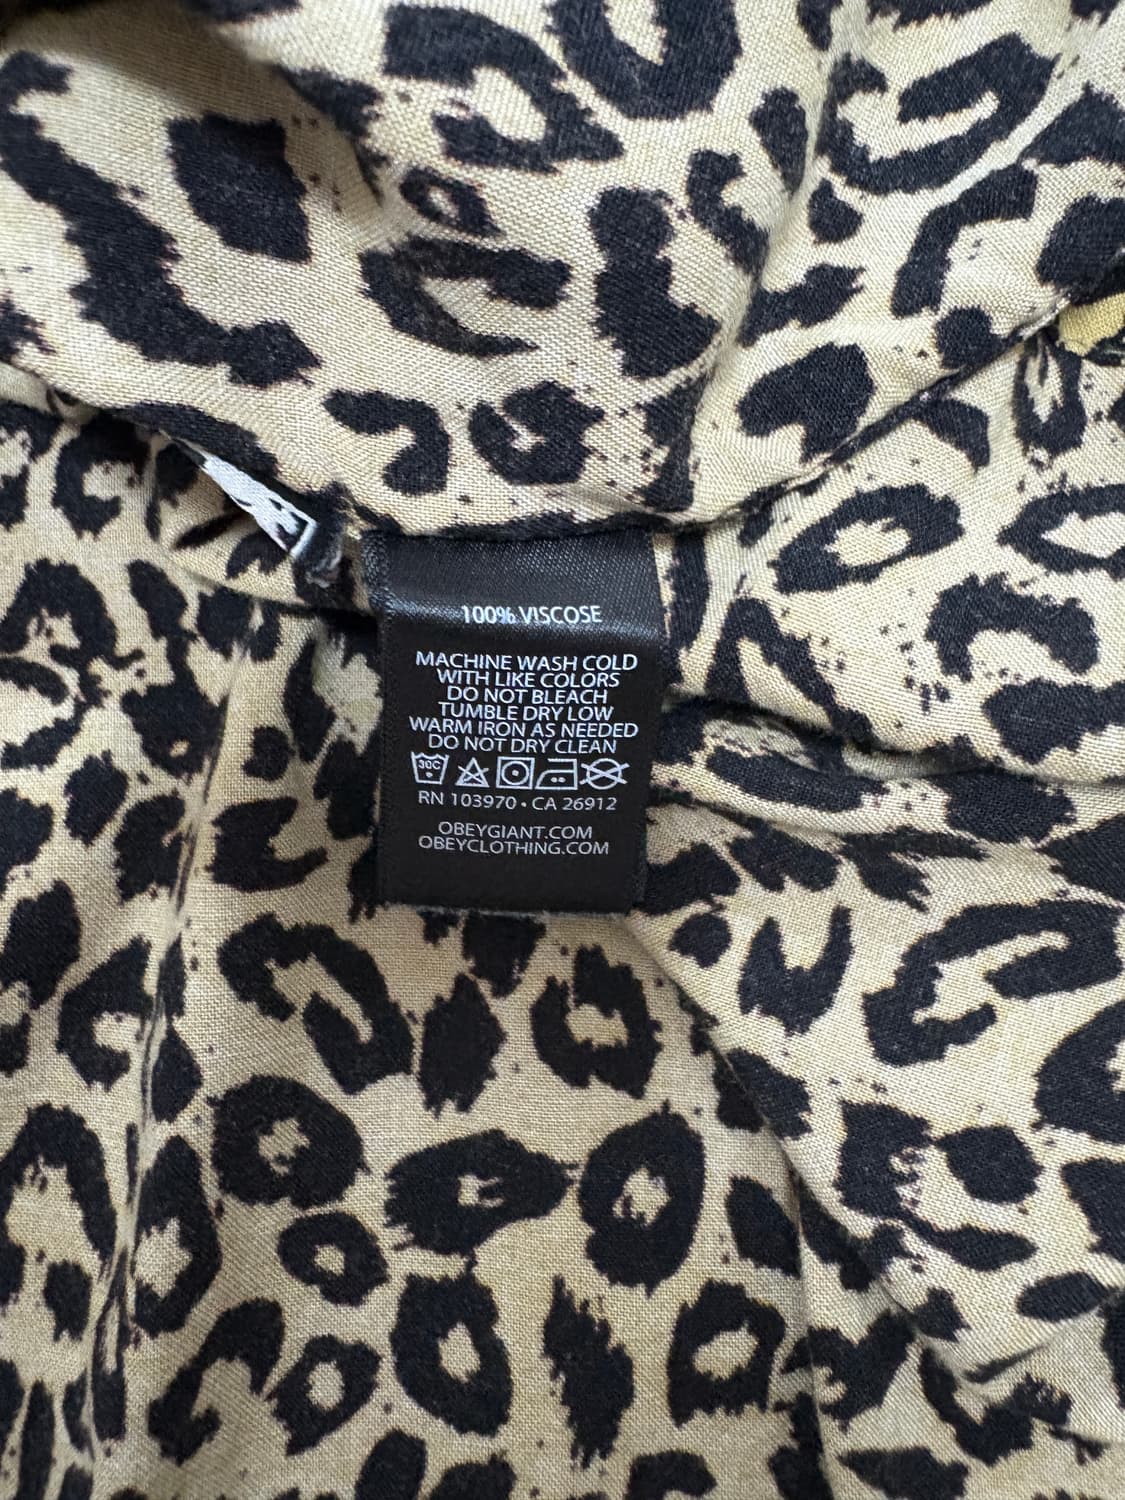 100% VISCOSE
MACHINE WASH COLD
WITH LIKE COLORS
DO NOT BLEACH
TUMBLE DRY LOW
WARM IRON AS NEEDED
DO NOT DRY CLEAN
30C
RN 103970 • CA 26912
OBEYGIANT.COM
OBEYCLOTHING.COM